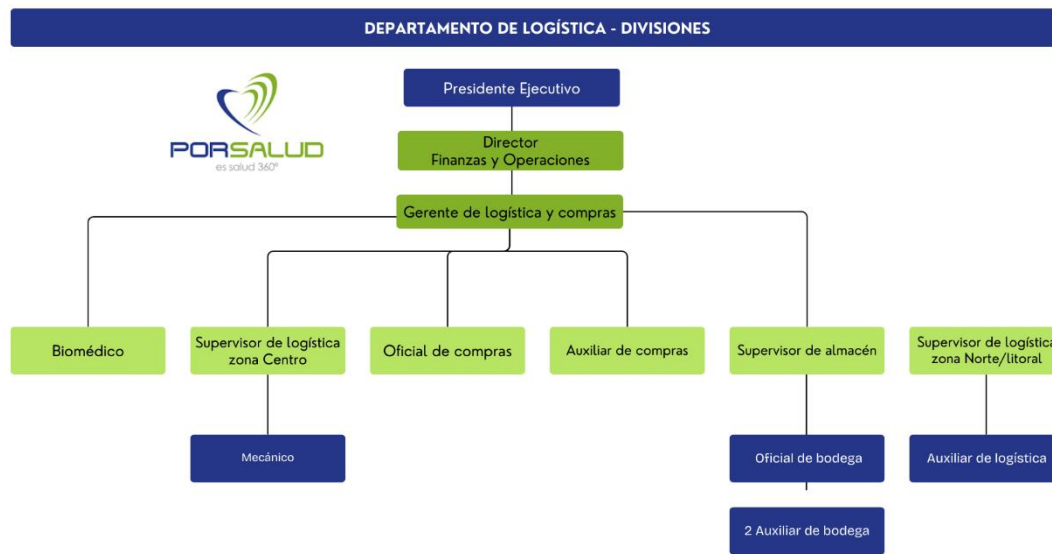 DEPARTAMENTO DE LOGÍSTICA - DIVISIONES
PORSALUD
es salud 360°
Presidente Ejecutivo
Director
Finanzas y Operaciones
Gerente de logística y compras
Biomédico
Supervisor de logística
zona Centro
Oficial de compras
Auxiliar de compras
Supervisor de almacén
Supervisor de logística
zona Norte/litoral
Mecánico
Oficial de bodega
Auxiliar de logística
2 Auxiliar de bodega